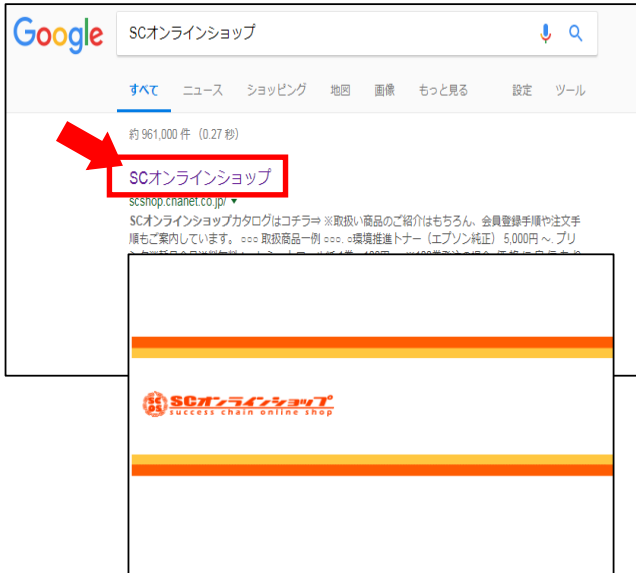 Google
SCオンラインショップ
すべて ニュース ショッピング 地図 画像 もっと見る 設定 ツール
約 961,000 件 (0.27 秒)
SCオンラインショップ
scshop.chanet.co.jp/ ▼
SCオンラインショップカタログはコチラ⇒ ※取扱い商品のご紹介はもちろん、会員登録手順や注文手
順もご案内しています。 ○○○ 取扱商品一例 ○○○. ○環境推進トナー（エプソン純正） 5,000円 ～. プリ
SC OS SCオンラインショップ
success chain online shop